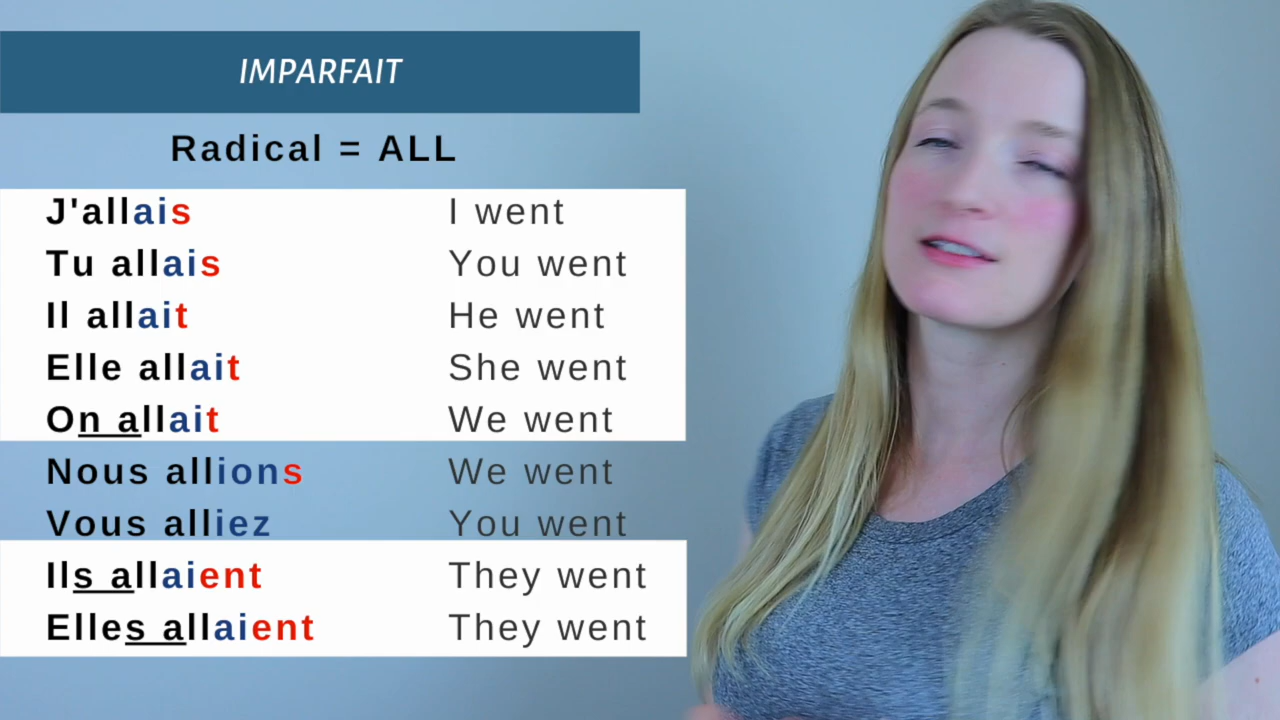 IMPARFAIT
Radical = ALL
J'allais I went
Tu allais You went
Il allait He went
Elle allait She went
On allait We went
Nous allions We went
Vous alliez You went
Ils allaient They went
Elles allaient They went